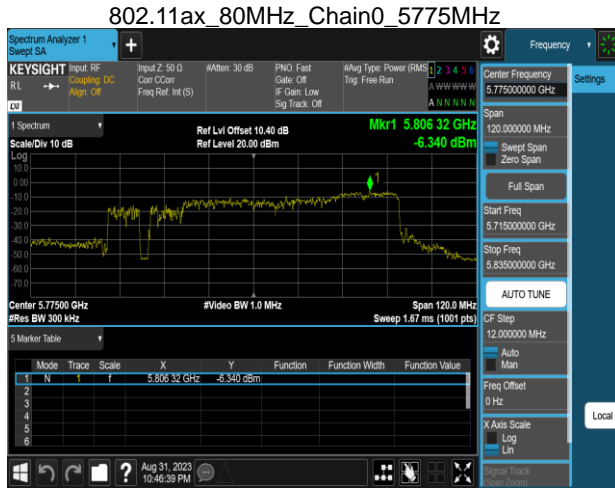 802.11ax_80MHz_Chain0_5775MHz
Spectrum Analyzer 1
Swept SA
Frequency
KEYSIGHT
RL
LXI
Input: RF
Coupling: DC
Align: Off
Input Z: 50 Ω
Corr CCorr
Freq Ref: Int (S)
#Atten: 30 dB
PNO: Fast
Gate: Off
IF Gain: Low
Sig Track: Off
#Avg Type: Power (RMS
Trig: Free Run
1 2 3 4 5 6
A WW WW W
A N N N N N
1 Spectrum
Scale/Div 10 dB
Ref Lvl Offset 10.40 dB
Ref Level 20.00 dBm
Mkr1 5.806 32 GHz
-6.340 dBm
Log
10.0
0.00
-10.0
-20.0
-30.0
-40.0
-50.0
-60.0
-70.0
1
Center 5.77500 GHz
#Video BW 1.0 MHz
Span 120.0 MHz
#Res BW 300 kHz
Sweep 1.67 ms (1001 pts)
5 Marker Table
Mode Trace Scale X Y Function Function Width Function Value
1 N 1 f 5.806 32 GHz -6.340 dBm
2
3
4
5
6
Aug 31, 2023
10:46:39 PM
Center Frequency
5.775000000 GHz
Settings
Span
120.000000 MHz
Swept Span
Zero Span
Full Span
Start Freq
5.715000000 GHz
Stop Freq
5.835000000 GHz
AUTO TUNE
CF Step
12.000000 MHz
Auto
Man
Freq Offset
0 Hz
X Axis Scale
Log
Lin
Local
Signal Track
(Span Zoom)